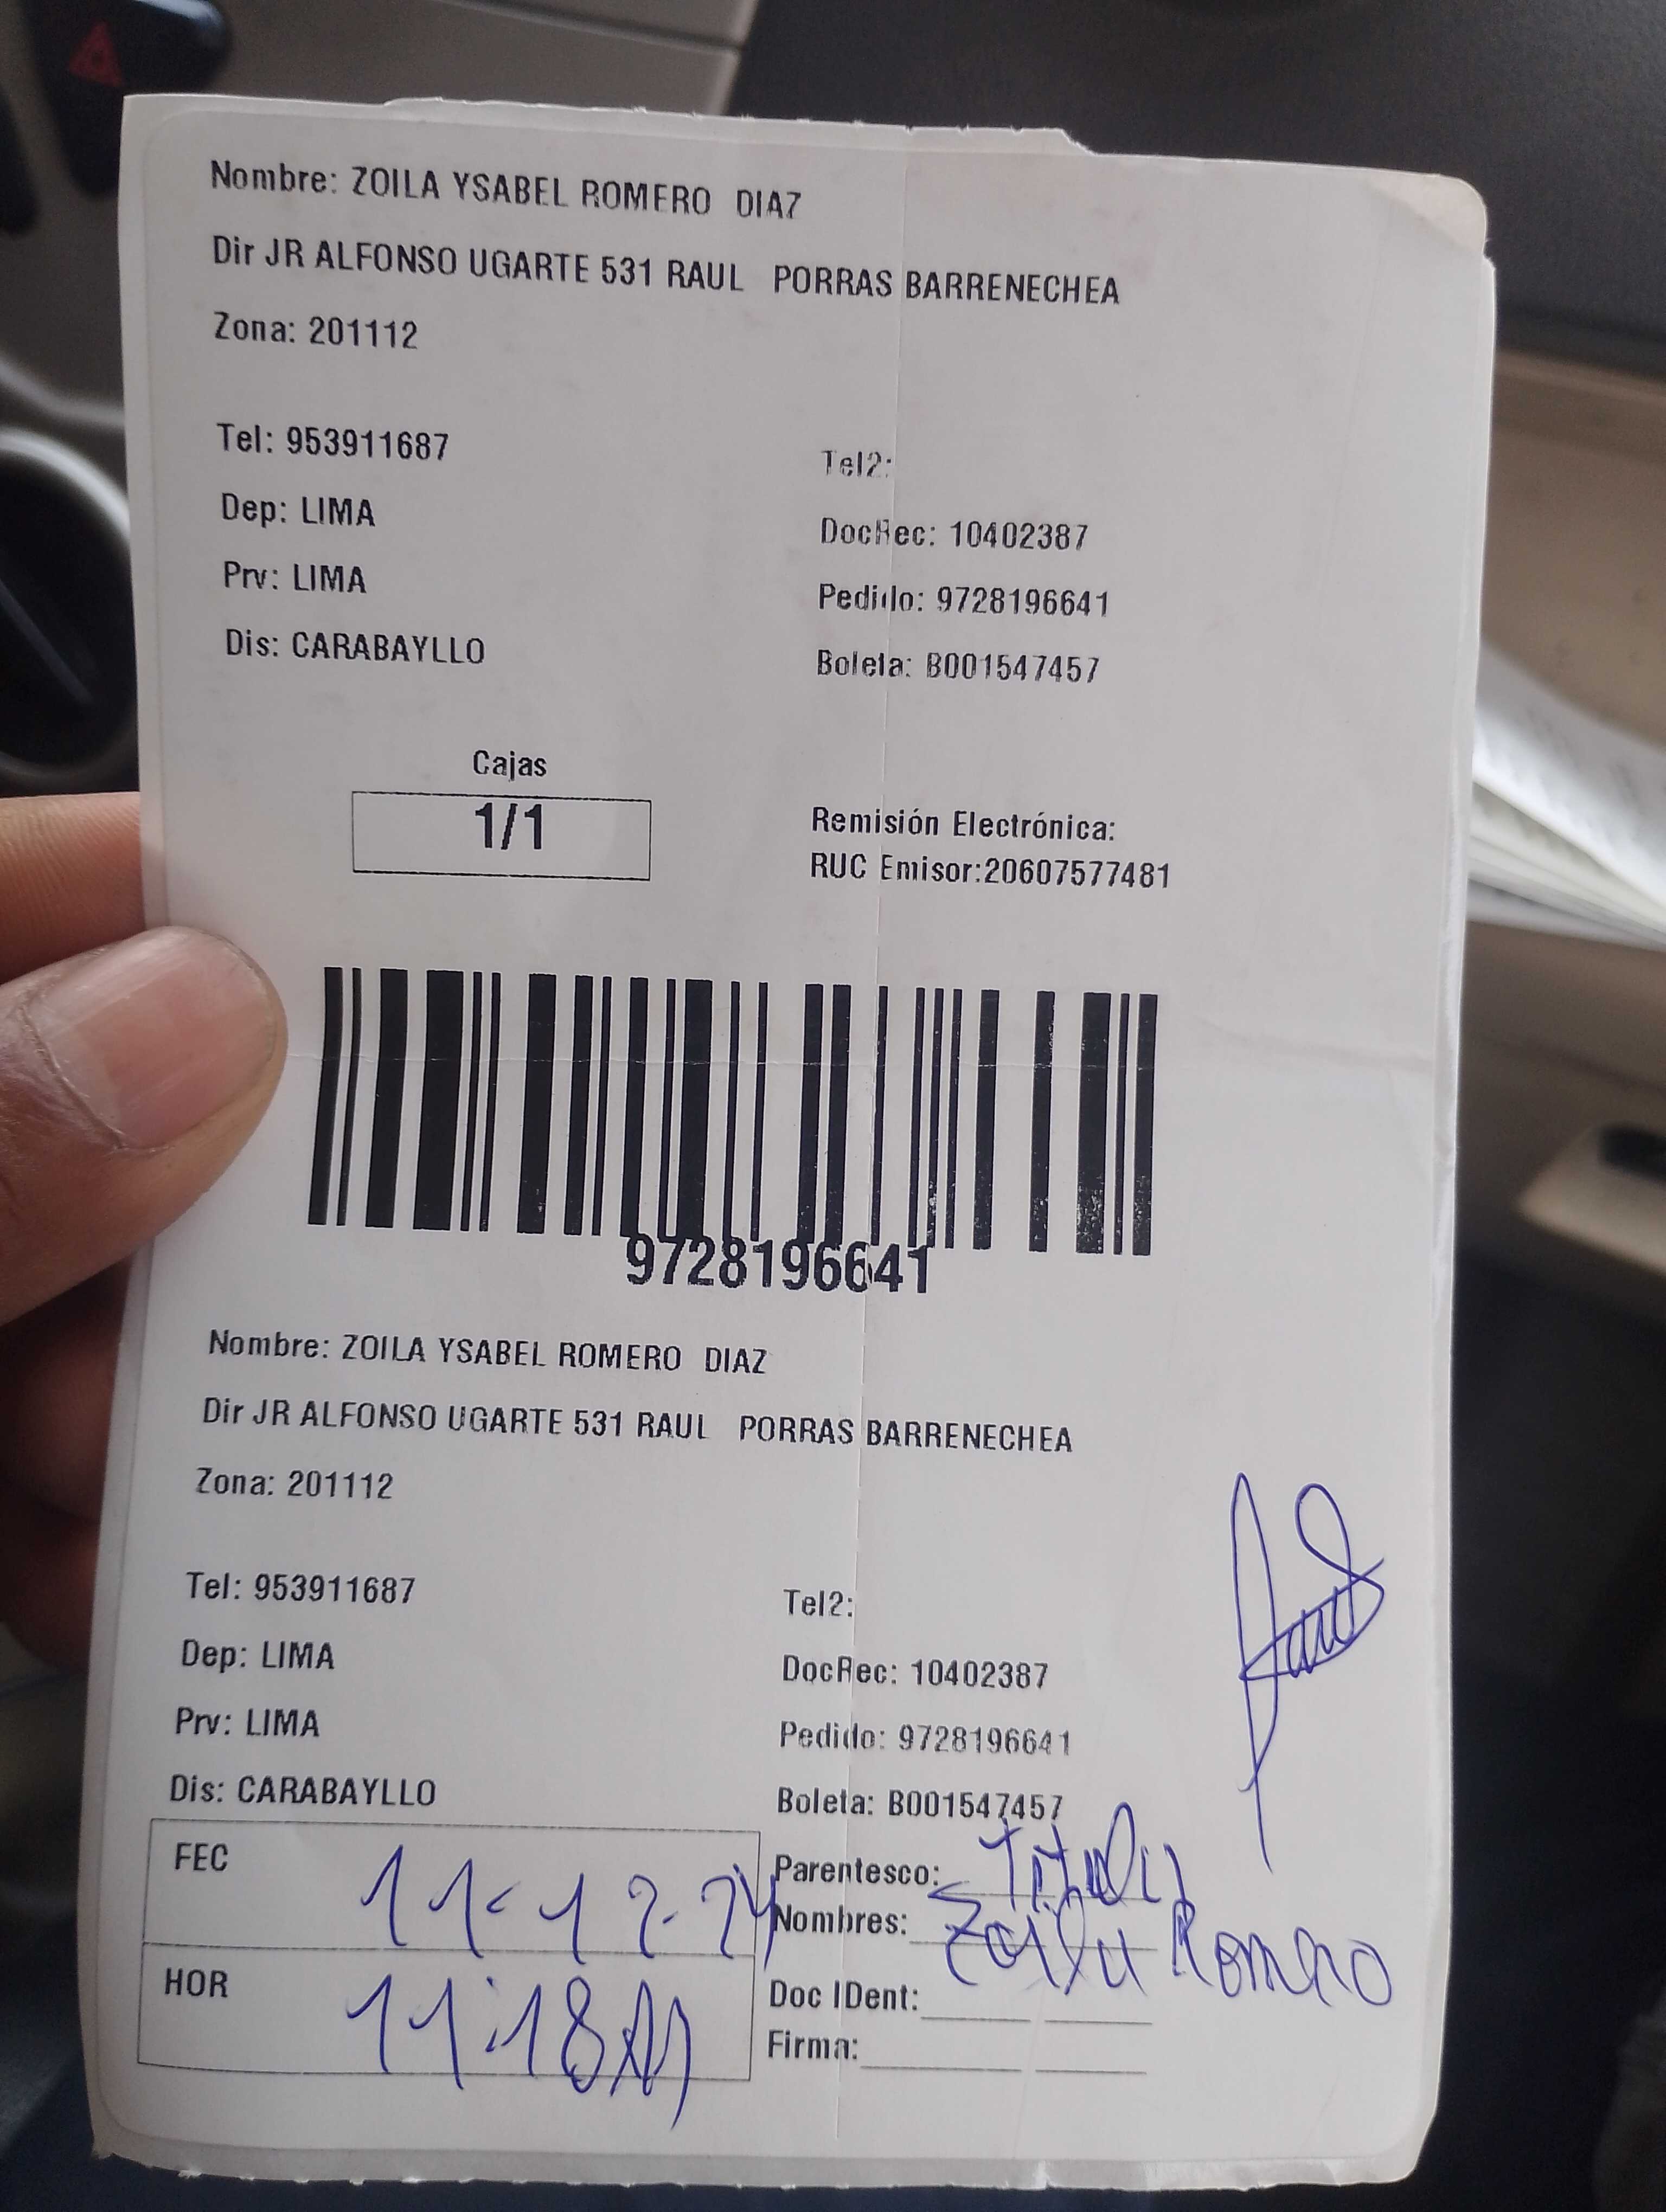 Nombre: ZOILA YSABEL ROMERO DIAZ
Dir JR ALFONSO UGARTE 531 RAUL PORRAS BARRENECHEA
Zona: 201112
Tel: 953911687
Tel2:
Dep: LIMA
DocRec: 10402387
Prv: LIMA
Pedido: 9728196641
Dis: CARABAYLLO
Boleta: B001547457
Cajas
1/1
Remisión Electrónica:
RUC Emisor:20607577481
9728196641
Nombre: ZOILA YSABEL ROMERO DIAZ
Dir JR ALFONSO UGARTE 531 RAUL PORRAS BARRENECHEA
Zona: 201112
Tel: 953911687
Tel2:
Dep: LIMA
DocRec: 10402387
Prv: LIMA
Pedido: 9728196641
Dis: CARABAYLLO
Boleta: B001547457
FEC 11-12-24
Parentesco: Titular
Nombres: Zoila Romero
HOR 11:18 AM
Doc IDent:
Firma: